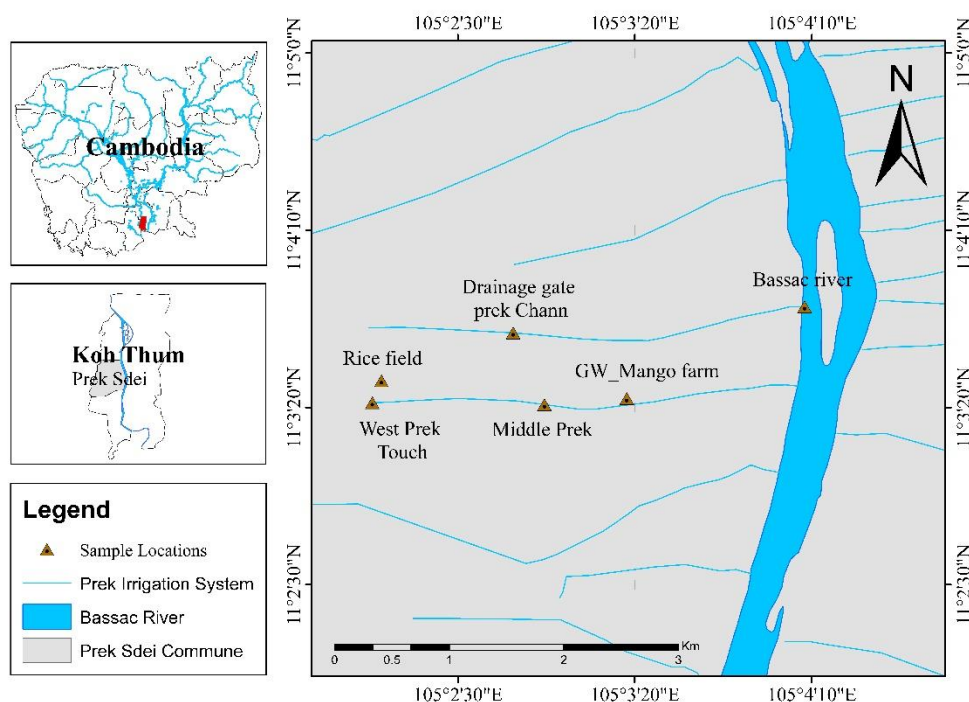 Cambodia
Koh Thum
Prek Sdei
Legend
Sample Locations
Prek Irrigation System
Bassac River
Prek Sdei Commune
105°2'30"E
105°3'20"E
105°4'10"E
11°5'0"N
11°5'0"N
N
11°4'10"N
11°4'10"N
Bassac river
Drainage gate
prek Chann
Rice field
GW_Mango farm
11°3'20"N
11°3'20"N
West Prek
Touch
Middle Prek
11°2'30"N
11°2'30"N
Km
0
0.5
1
2
3
105°2'30"E
105°3'20"E
105°4'10"E